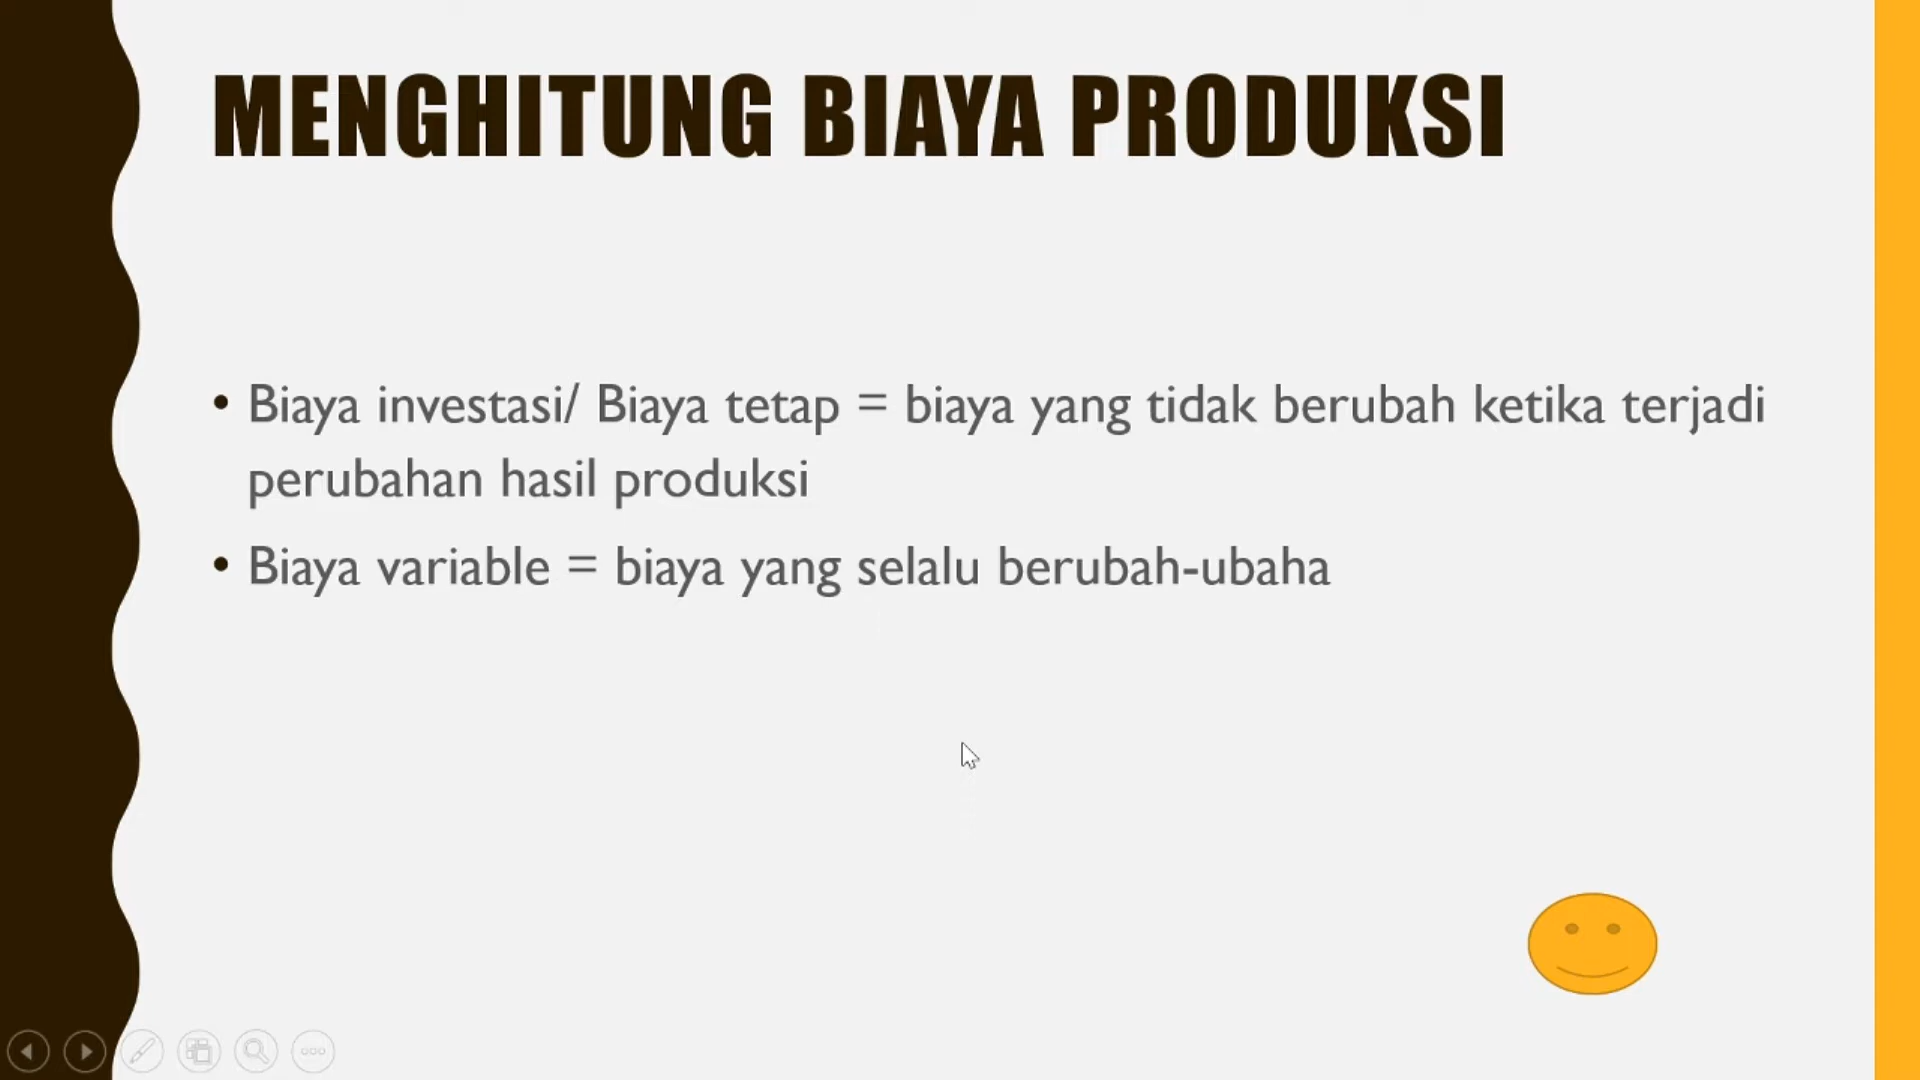 MENGHITUNG BIAYA PRODUKSI
• Biaya investasi/ Biaya tetap = biaya yang tidak berubah ketika terjadi
perubahan hasil produksi
• Biaya variable = biaya yang selalu berubah-ubaha